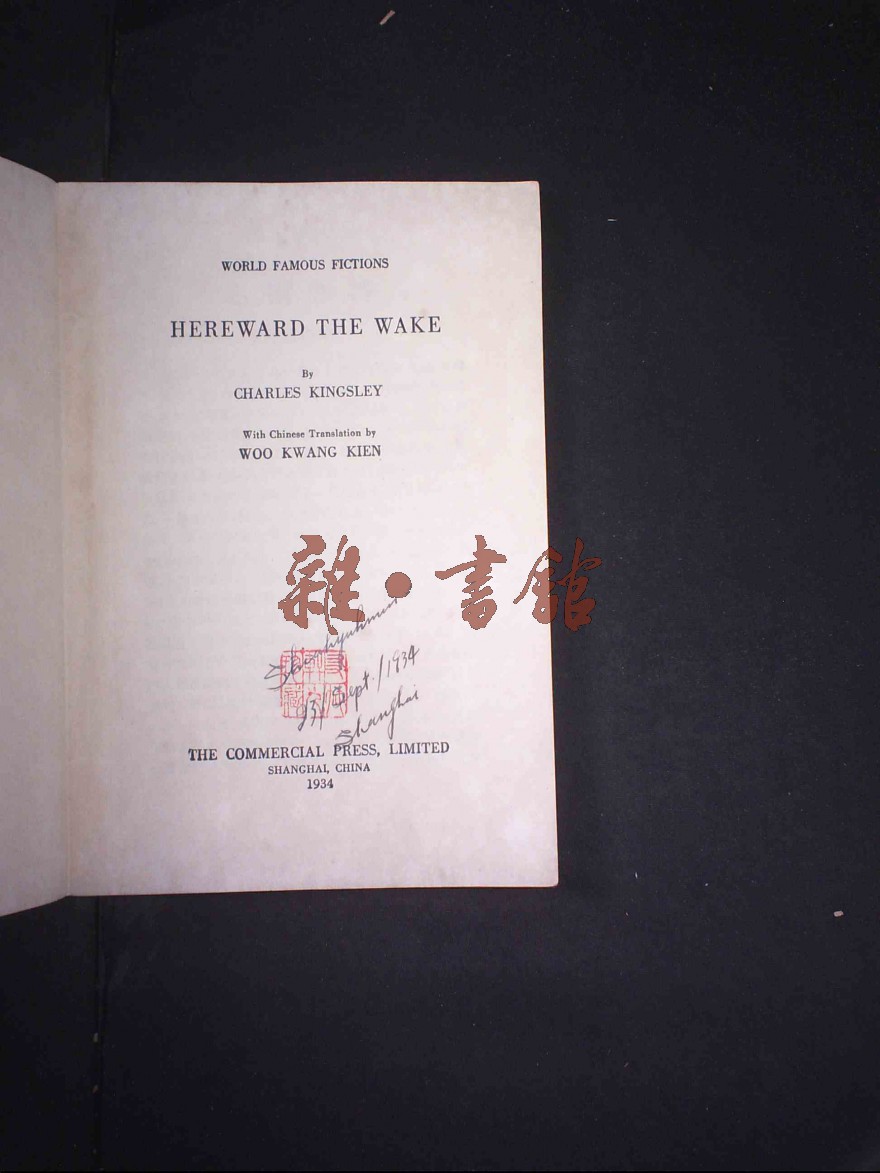 WORLD FAMOUS FICTIONS
HEREWARD THE WAKE
By
CHARLES KINGSLEY
With Chinese Translation by
WOO KWANG KIEN
雜·書館
23/Sept./1934
Shanghai
THE COMMERCIAL PRESS, LIMITED
SHANGHAI, CHINA
1934